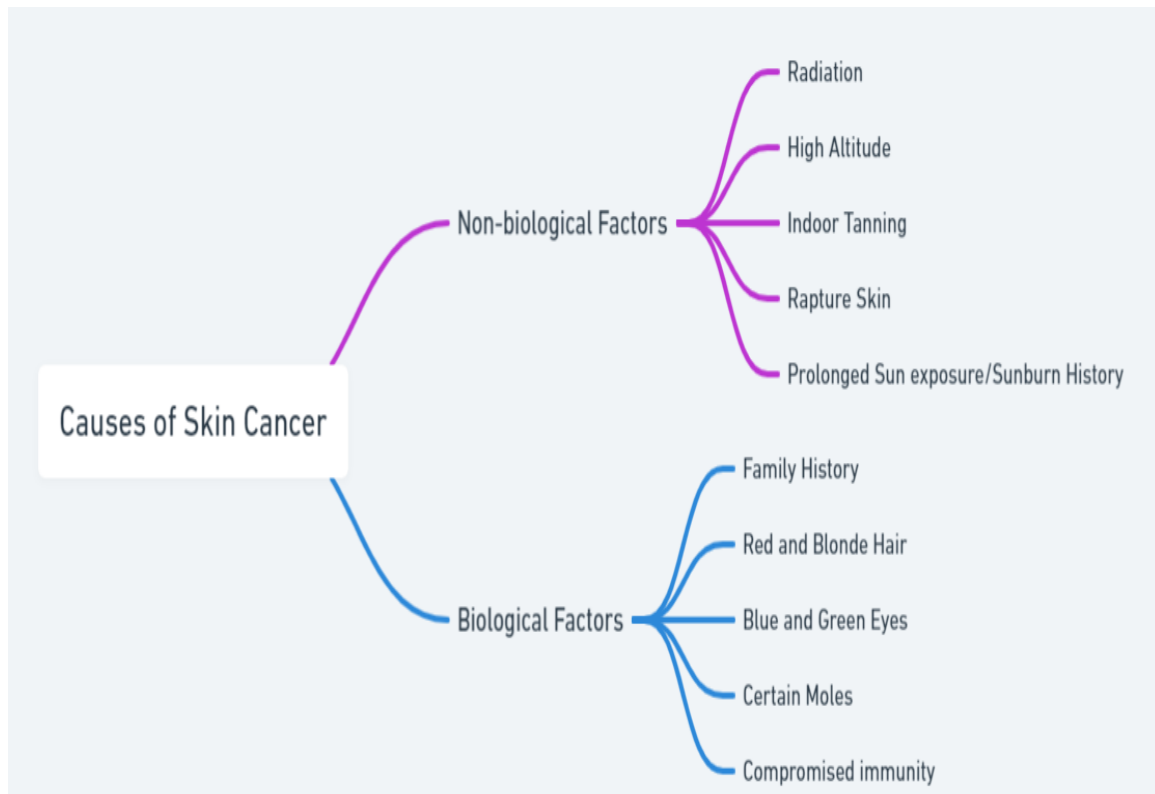 Causes of Skin Cancer
Non-biological Factors
Radiation
High Altitude
Indoor Tanning
Rapture Skin
Prolonged Sun exposure/Sunburn History
Biological Factors
Family History
Red and Blonde Hair
Blue and Green Eyes
Certain Moles
Compromised immunity